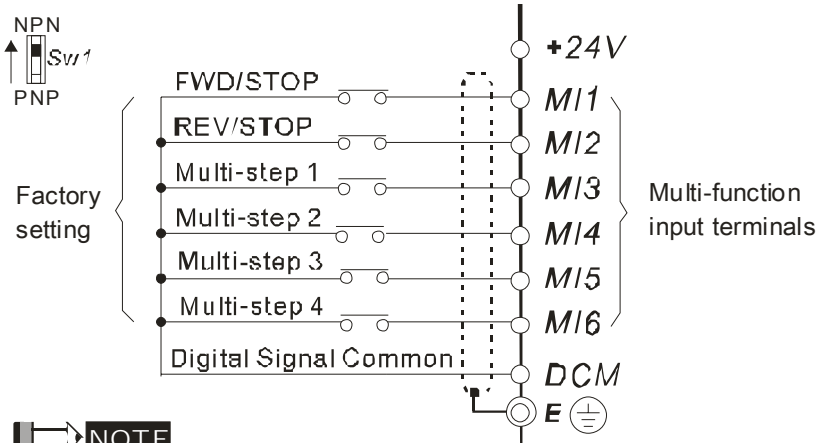 NPN
Sw1
PNP
+24V
FWD/STOP
MI1
REV/STOP
MI2
Multi-step 1
MI3
Factory
setting
Multi-function
input terminals
Multi-step 2
MI4
Multi-step 3
MI5
Multi-step 4
MI6
Digital Signal Common
DCM
E
NOTE